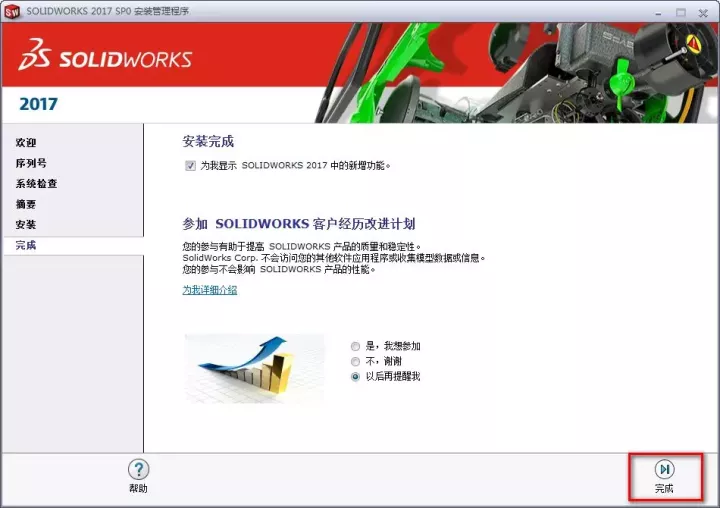 SOLIDWORKS 2017 SP0 安装管理程序
SOLIDWORKS
2017
欢迎
序列号
系统检查
摘要
安装
完成
安装完成
为我显示 SOLIDWORKS 2017 中的新增功能。
参加 SOLIDWORKS 客户经历改进计划
您的参与有助于提高 SOLIDWORKS 产品的质量和稳定性。
SolidWorks Corp. 不会访问您的其他软件应用程序或收集模型数据或信息。
您的参与不会影响 SOLIDWORKS 产品的性能。
为我详细介绍
是，我想参加
不，谢谢
以后再提醒我
帮助
完成